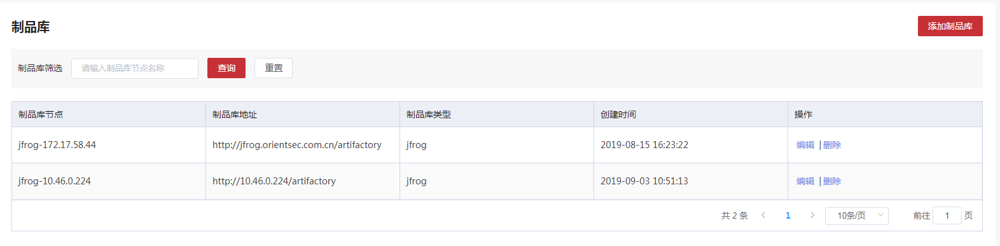 制品库
添加制品库
制品库筛选 请输入制品库节点名称 查询 重置
制品库节点 制品库地址 制品库类型 创建时间 操作
jfrog-172.17.58.44 http://jfrog.orientsec.com.cn/artifactory jfrog 2019-08-15 16:23:22 编辑 | 删除
jfrog-10.46.0.224 http://10.46.0.224/artifactory jfrog 2019-09-03 10:51:13 编辑 | 删除
共 2 条 < 1 > 10条/页 前往 1 页